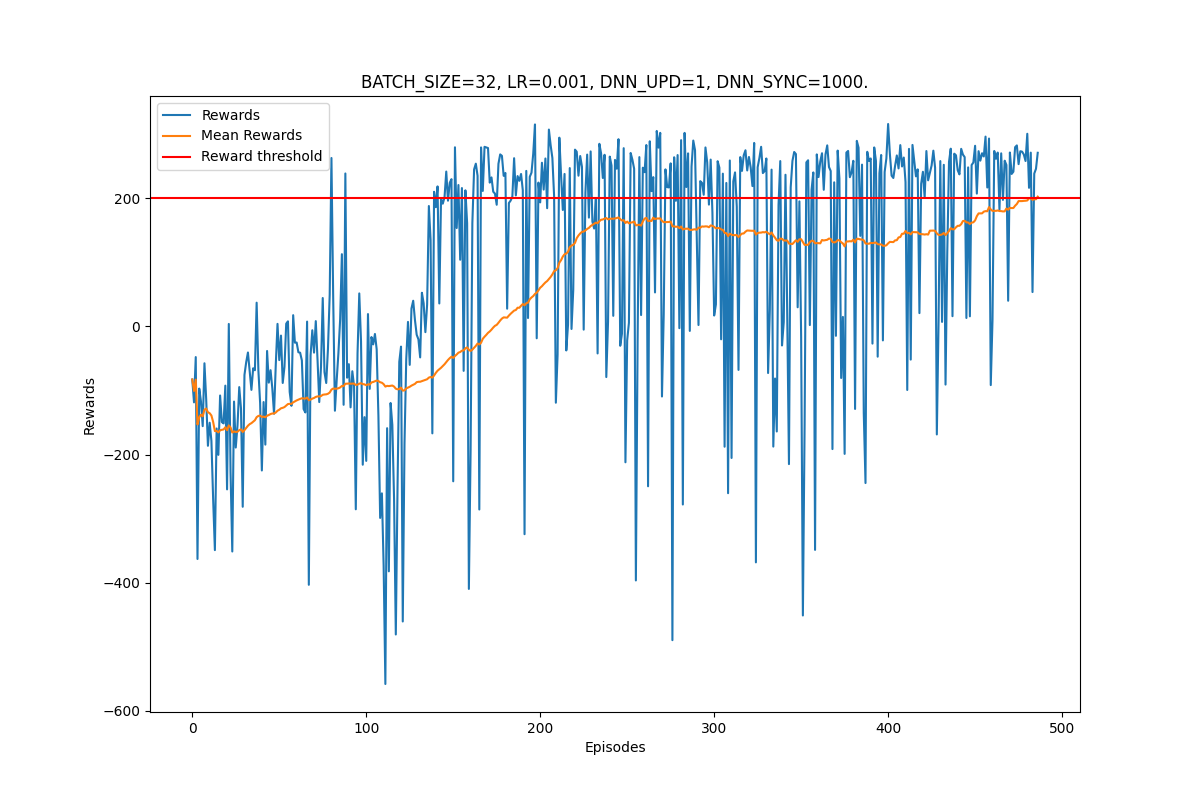 BATCH_SIZE=32, LR=0.001, DNN_UPD=1, DNN_SYNC=1000.
Rewards
Mean Rewards
Reward threshold
200
0
−200
−400
−600
Rewards
0
100
200
300
400
500
Episodes